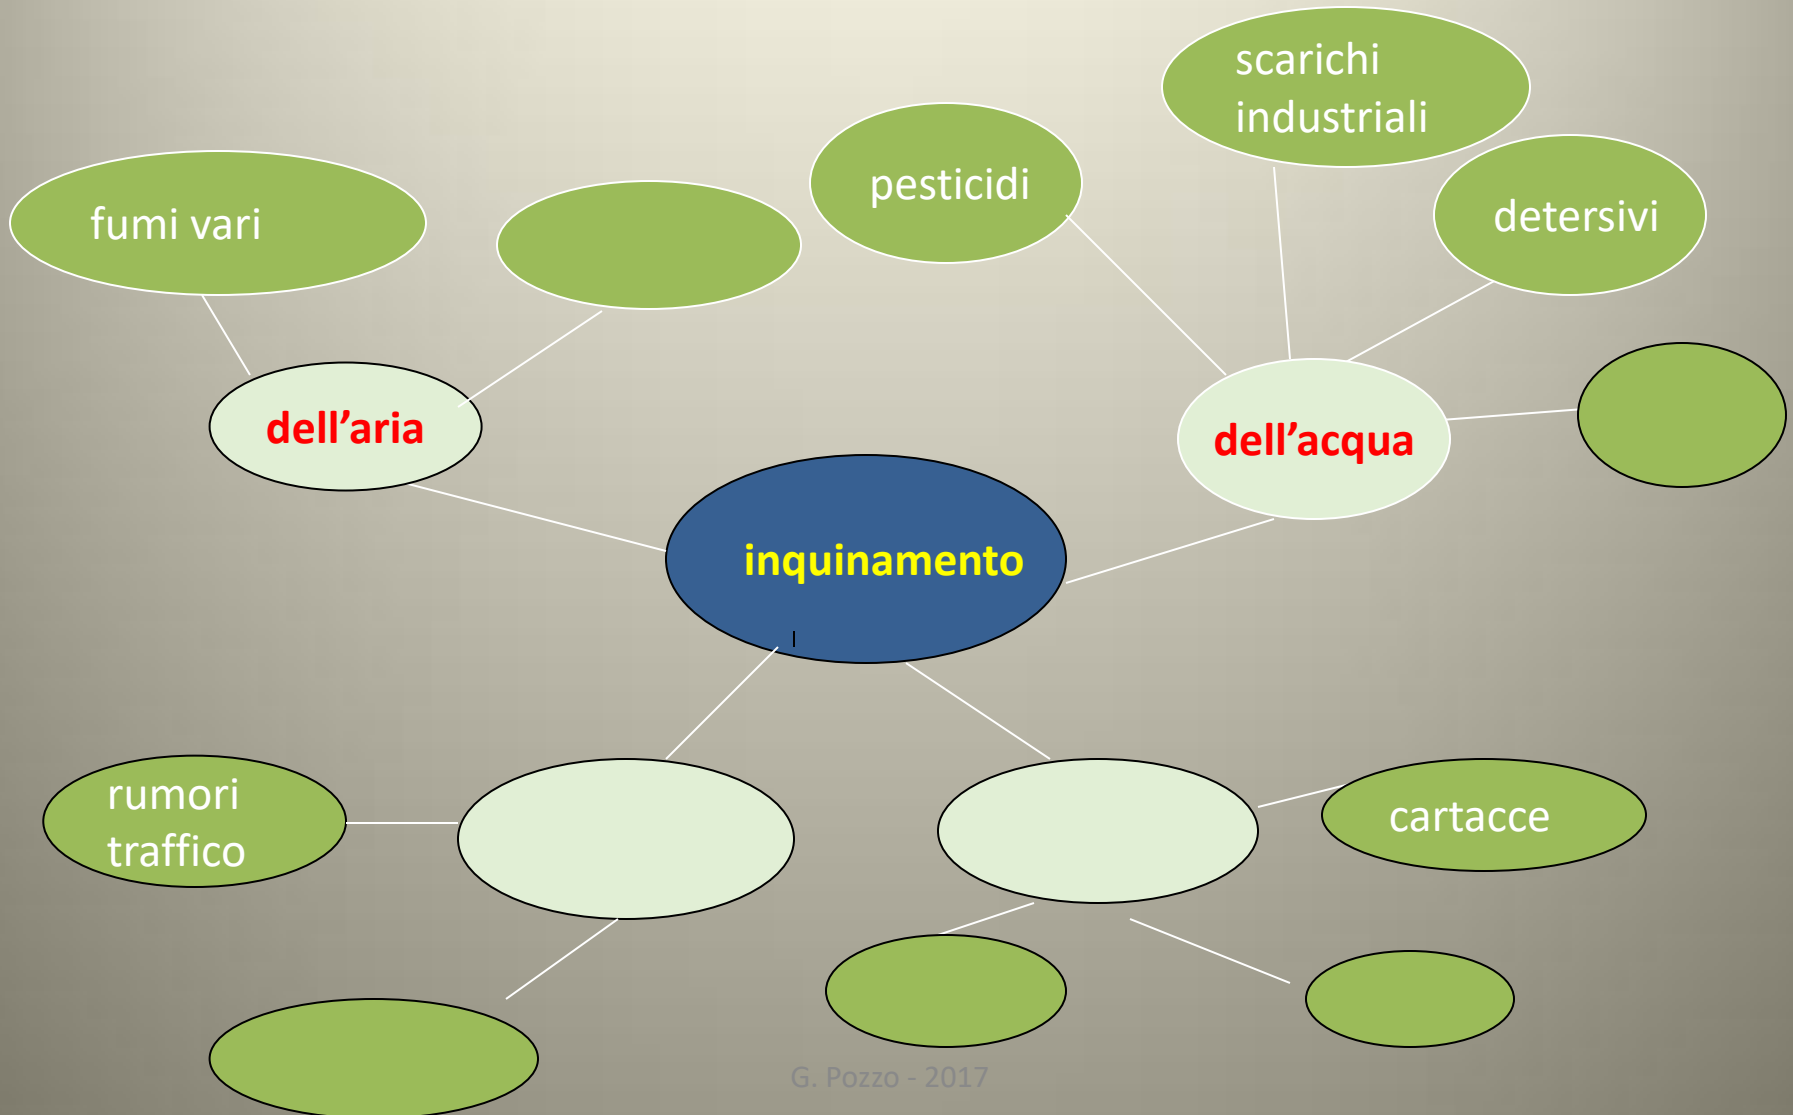 scarichi
industriali
pesticidi
detersivi
fumi vari
dell’aria
dell’acqua
inquinamento
rumori
traffico
cartacce
G. Pozzo - 2017